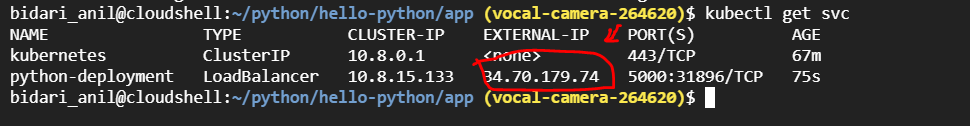 bidari_anil@cloudshell:~/python/hello-python/app (vocal-camera-264620)$ kubectl get svc
NAME TYPE CLUSTER-IP EXTERNAL-IP PORT(S) AGE
kubernetes ClusterIP 10.8.0.1 <none> 443/TCP 67m
python-deployment LoadBalancer 10.8.15.133 34.70.179.74 5000:31896/TCP 75s
bidari_anil@cloudshell:~/python/hello-python/app (vocal-camera-264620)$